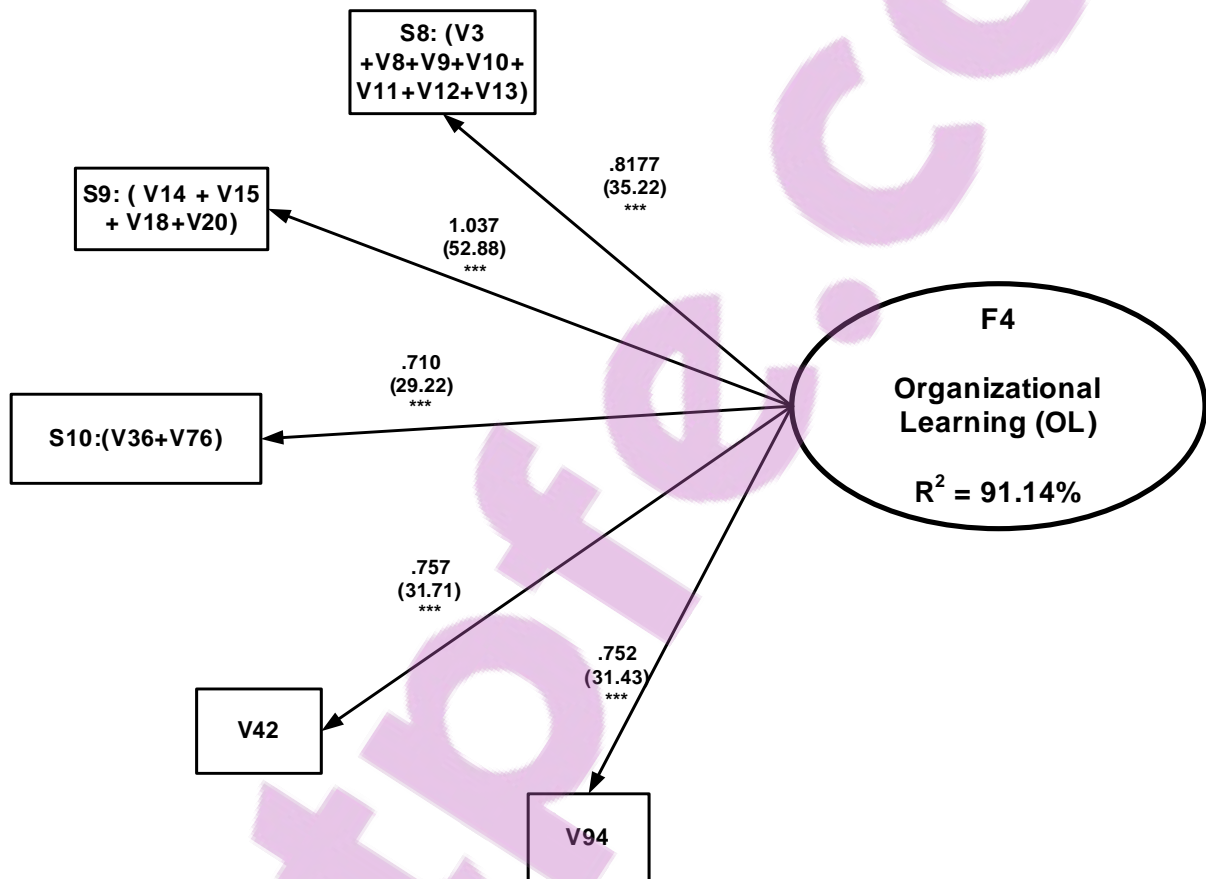 S8: (V3
+V8+V9+V10+
V11+V12+V13)
.8177
(35.22)
***
S9: ( V14 + V15
+ V18+V20)
1.037
(52.88)
***
F4
Organizational
Learning (OL)
R² = 91.14%
.710
(29.22)
***
S10:(V36+V76)
.757
(31.71)
***
.752
(31.43)
***
V42
V94
tpfe.co